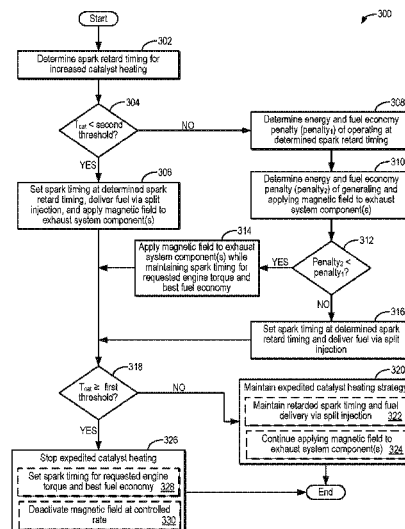 300
Start
302
Determine spark retard timing for
increased catalyst heating
304
Tcat < second
threshold?
NO
YES
308
Determine energy and fuel economy
penalty (penalty1) of operating at
determined spark retard timing
306
Set spark timing at determined spark
retard timing, deliver fuel via split
injection, and apply magnetic field to
exhaust system component(s)
310
Determine energy and fuel economy
penalty (penalty2) of generating and
applying magnetic field to exhaust
system component(s)
312
Penalty2 <
penalty1?
YES
NO
314
Apply magnetic field to exhaust
system component(s) while
maintaining spark timing for
requested engine torque and
best fuel economy
316
Set spark timing at determined spark
retard timing and deliver fuel via split
injection
318
Tcat ≥ first
threshold?
NO
YES
320
Maintain expedited catalyst heating strategy
Maintain retarded spark timing and fuel
delivery via split injection 322
Continue applying magnetic field to
exhaust system component(s) 324
326
Stop expedited catalyst heating
Set spark timing for requested engine
torque and best fuel economy 328
Deactivate magnetic field at controlled
rate 330
End